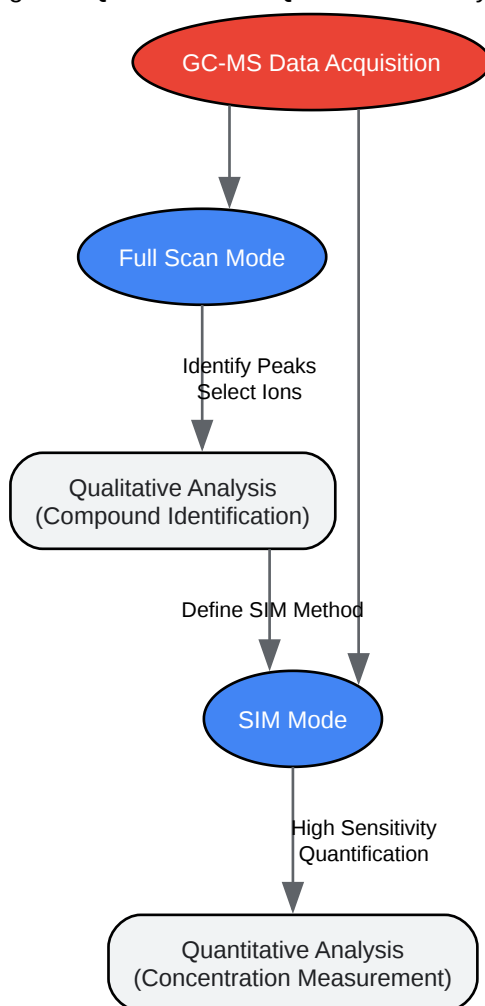 GC-MS Data Acquisition
Full Scan Mode
Identify Peaks
Select Ions
Qualitative Analysis
(Compound Identification)
Define SIM Method
SIM Mode
High Sensitivity
Quantification
Quantitative Analysis
(Concentration Measurement)